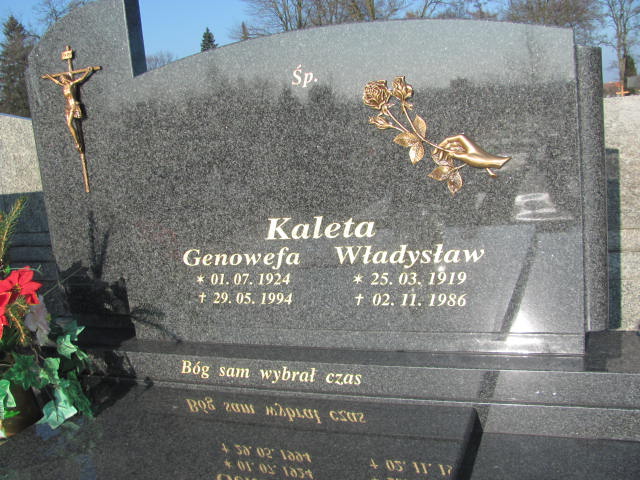 Śp.
Kaleta
Genowefa Władysław
* 01. 07. 1924 * 25. 03. 1919
† 29. 05. 1994 † 02. 11. 1986
Bóg sam wybrał czas